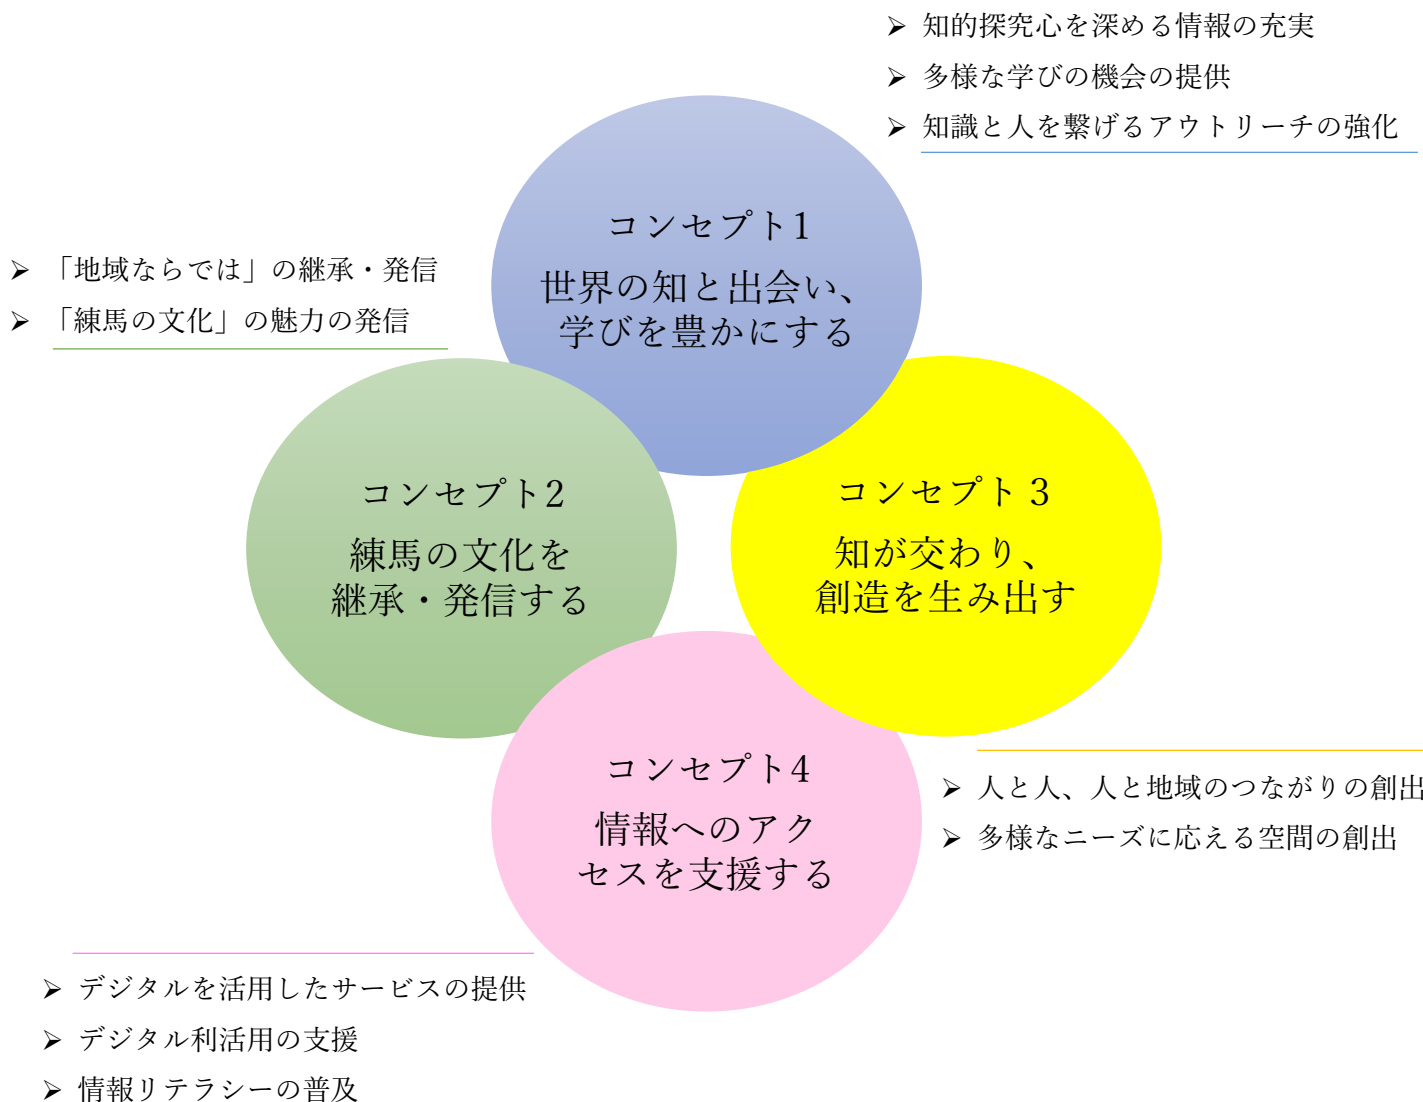 ➢ 知的探究心を深める情報の充実
➢ 多様な学びの機会の提供
➢ 知識と人を繋げるアウトリーチの強化
コンセプト1
世界の知と出会い、
学びを豊かにする
➢ 「地域ならでは」の継承・発信
➢ 「練馬の文化」の魅力の発信
コンセプト2
練馬の文化を
継承・発信する
コンセプト３
知が交わり、
創造を生み出す
➢ 人と人、人と地域のつながりの創出
➢ 多様なニーズに応える空間の創出
コンセプト4
情報へのアク
セスを支援する
➢ デジタルを活用したサービスの提供
➢ デジタル利活用の支援
➢ 情報リテラシーの普及